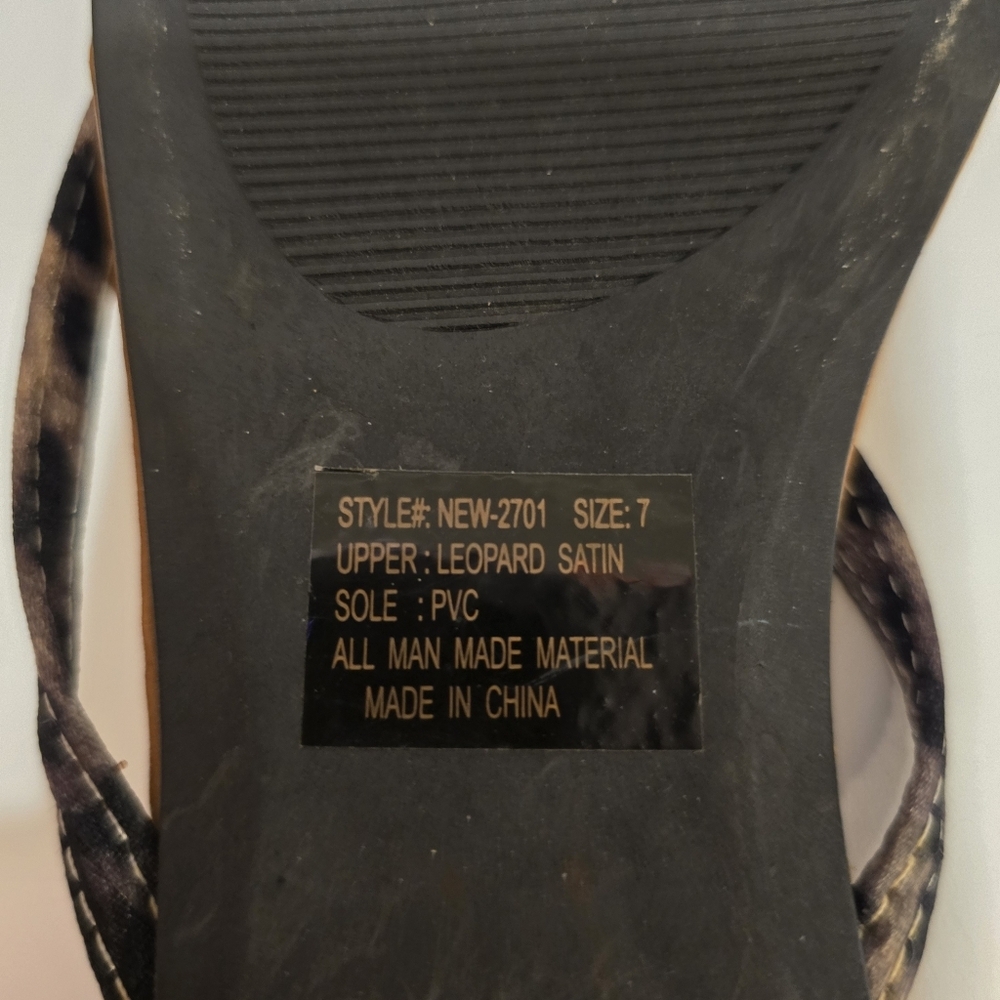 STYLE#: NEW-2701 SIZE: 7
UPPER : LEOPARD SATIN
SOLE : PVC
ALL MAN MADE MATERIAL
MADE IN CHINA